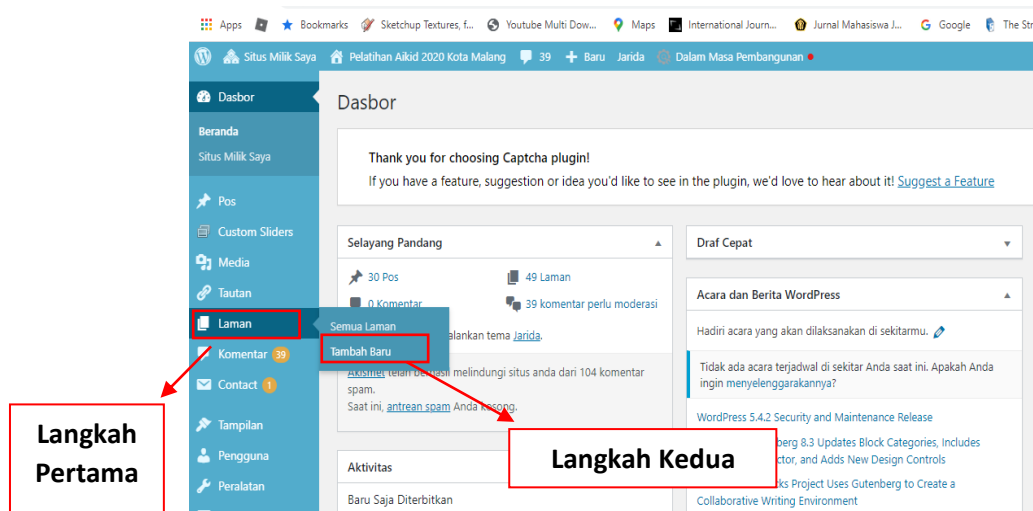 Apps
Bookmarks
Sketchup Textures, f...
Youtube Multi Dow...
Maps
International Journ...
Jurnal Mahasiswa J...
Google
The Str
Situs Milik Saya
Pelatihan Aikid 2020 Kota Malang
39
Baru
Jarida
Dalam Masa Pembangunan
Dasbor
Beranda
Situs Milik Saya
Pos
Custom Sliders
Media
Tautan
Laman
Komentar 39
Contact 1
Tampilan
Pengguna
Peralatan
Semua Laman
Tambah Baru
Dasbor
Thank you for choosing Captcha plugin!
If you have a feature, suggestion or idea you'd like to see in the plugin, we'd love to hear about it! Suggest a Feature
Selayang Pandang
30 Pos
49 Laman
0 Komentar
39 komentar perlu moderasi
alankan tema Jarida.
Akismet telah berhasil melindungi situs anda dari 104 komentar
spam.
Saat ini, antrean spam Anda kosong.
Aktivitas
Baru Saja Diterbitkan
Draf Cepat
Acara dan Berita WordPress
Hadiri acara yang akan dilaksanakan di sekitarmu.
Tidak ada acara terjadwal di sekitar Anda saat ini. Apakah Anda
ingin menyelenggarakannya?
WordPress 5.4.2 Security and Maintenance Release
berg 8.3 Updates Block Categories, Includes
ctor, and Adds New Design Controls
ks Project Uses Gutenberg to Create a
Collaborative Writing Environment
Langkah
Pertama
Langkah Kedua